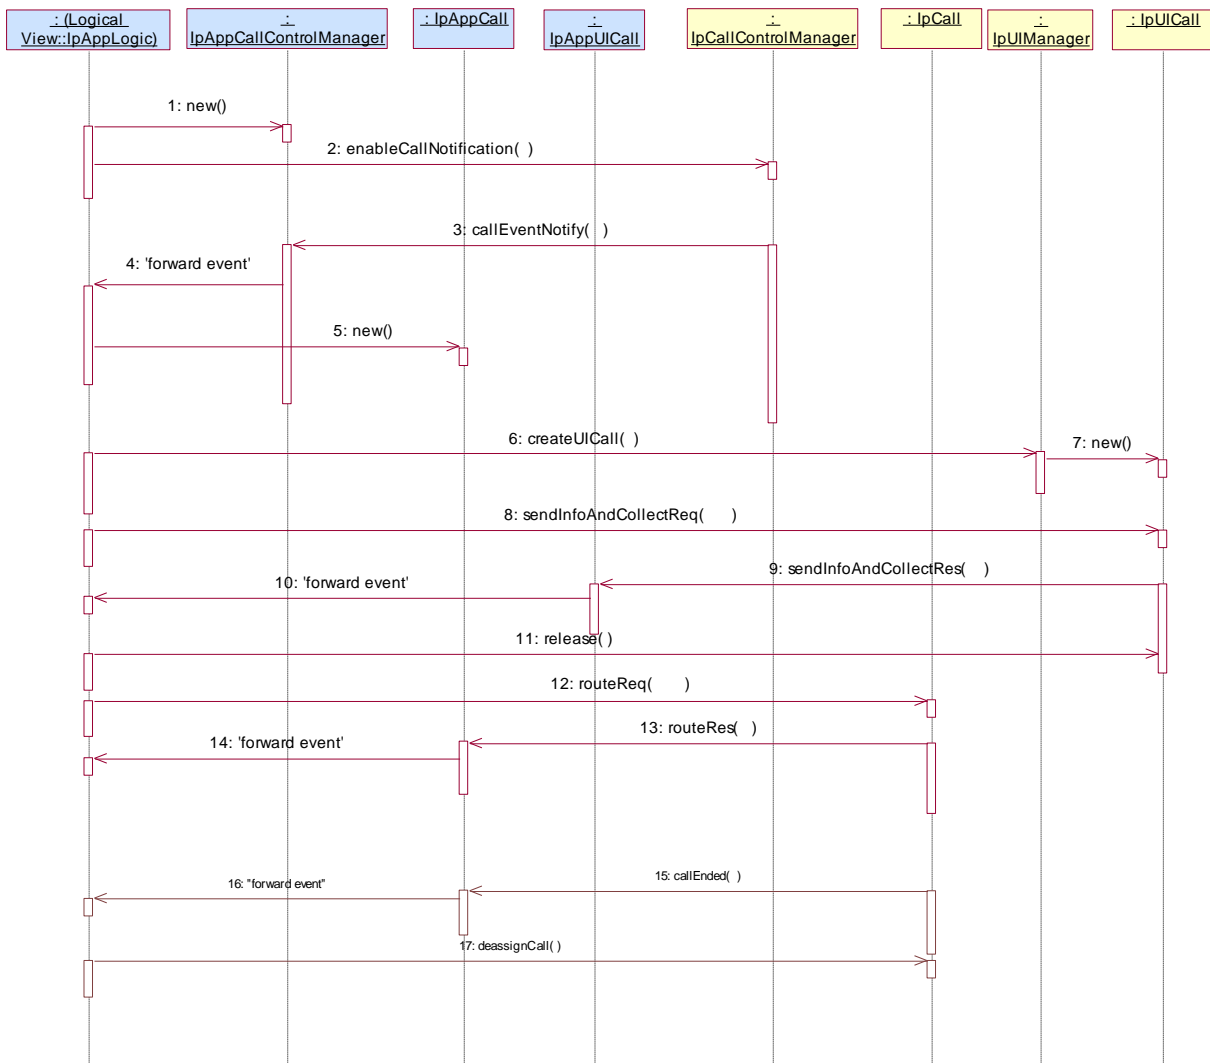 : (Logical
View::IpAppLogic)
:
IpAppCallControlManager
: IpAppCall
:
IpAppUICall
:
IpCallControlManager
: IpCall
:
IpUIManager
: IpUICall
1: new()
2: enableCallNotification( )
3: callEventNotify( )
4: 'forward event'
5: new()
6: createUICall( )
7: new()
8: sendInfoAndCollectReq( )
9: sendInfoAndCollectRes( )
10: 'forward event'
11: release( )
12: routeReq( )
13: routeRes( )
14: 'forward event'
15: callEnded( )
16: "forward event"
17: deassignCall( )